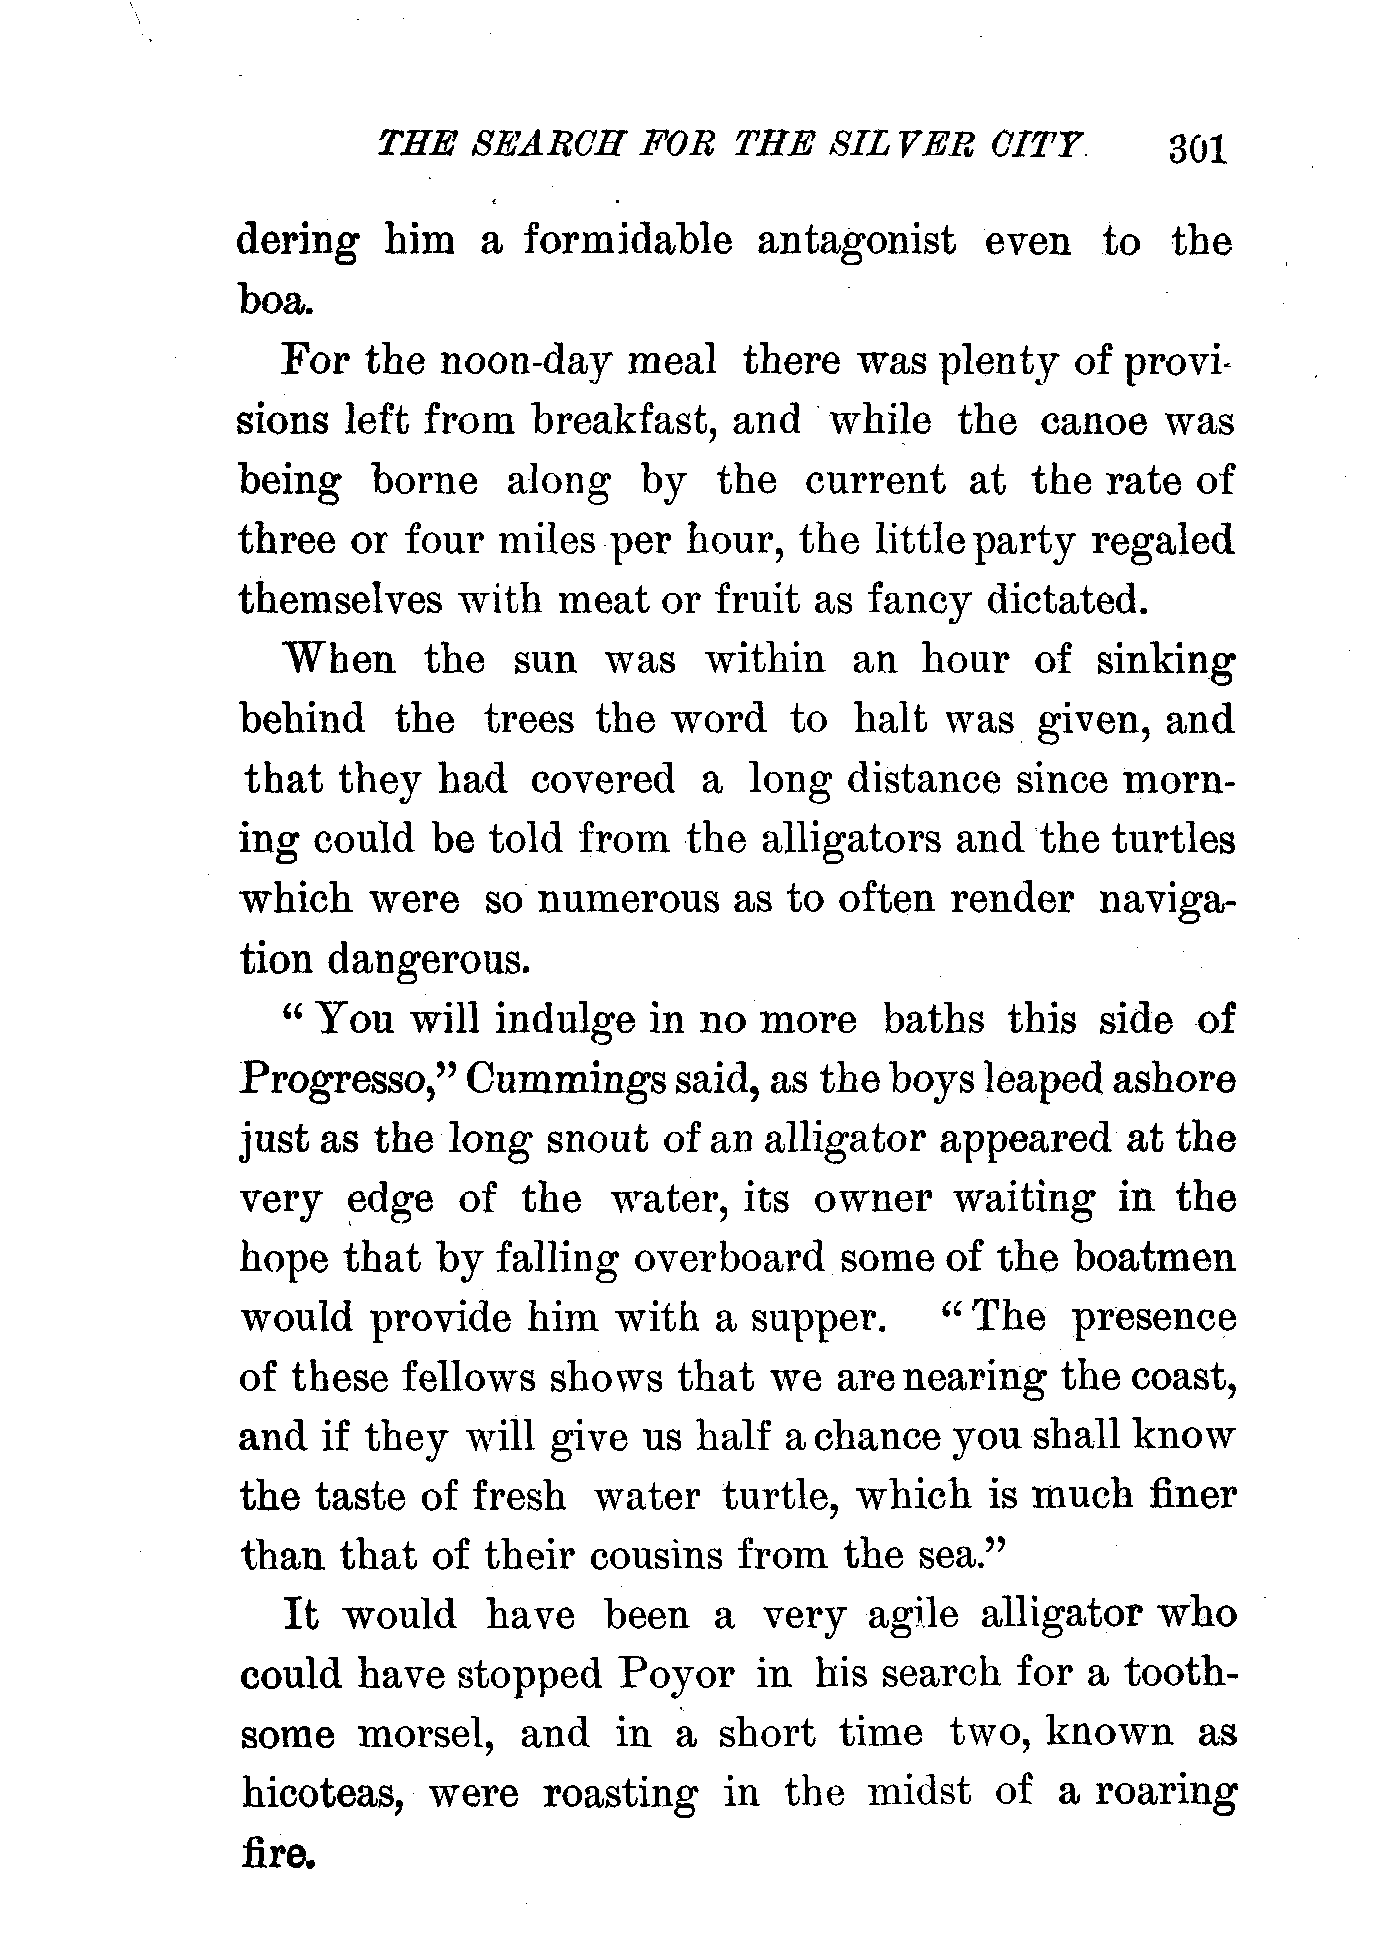 THE SEARCH FOR THE SILVER CITY. 301
dering him a formidable antagonist even to the
boa.
For the noon-day meal there was plenty of provi-
sions left from breakfast, and while the canoe was
being borne along by the current at the rate of
three or four miles per hour, the little party regaled
themselves with meat or fruit as fancy dictated.
When the sun was within an hour of sinking
behind the trees the word to halt was given, and
that they had covered a long distance since morn-
ing could be told from the alligators and the turtles
which were so numerous as to often render naviga-
tion dangerous.
“ You will indulge in no more baths this side of
Progresso,” Cummings said, as the boys leaped ashore
just as the long snout of an alligator appeared at the
very edge of the water, its owner waiting in the
hope that by falling overboard some of the boatmen
would provide him with a supper. “ The presence
of these fellows shows that we are nearing the coast,
and if they will give us half a chance you shall know
the taste of fresh water turtle, which is much finer
than that of their cousins from the sea.”
It would have been a very agile alligator who
could have stopped Poyor in his search for a tooth-
some morsel, and in a short time two, known as
hicoteas, were roasting in the midst of a roaring
fire.